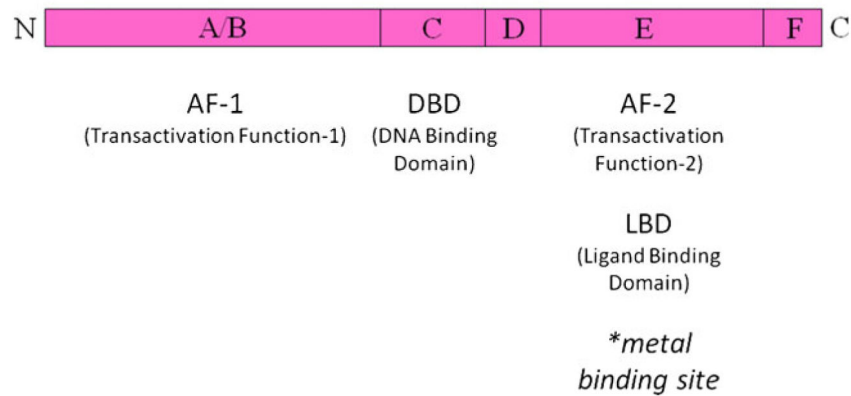 N A/B C D E F C
AF-1 DBD AF-2
(Transactivation Function-1) (DNA Binding Domain) (Transactivation Function-2)
LBD
(Ligand Binding
Domain)
*metal
binding site